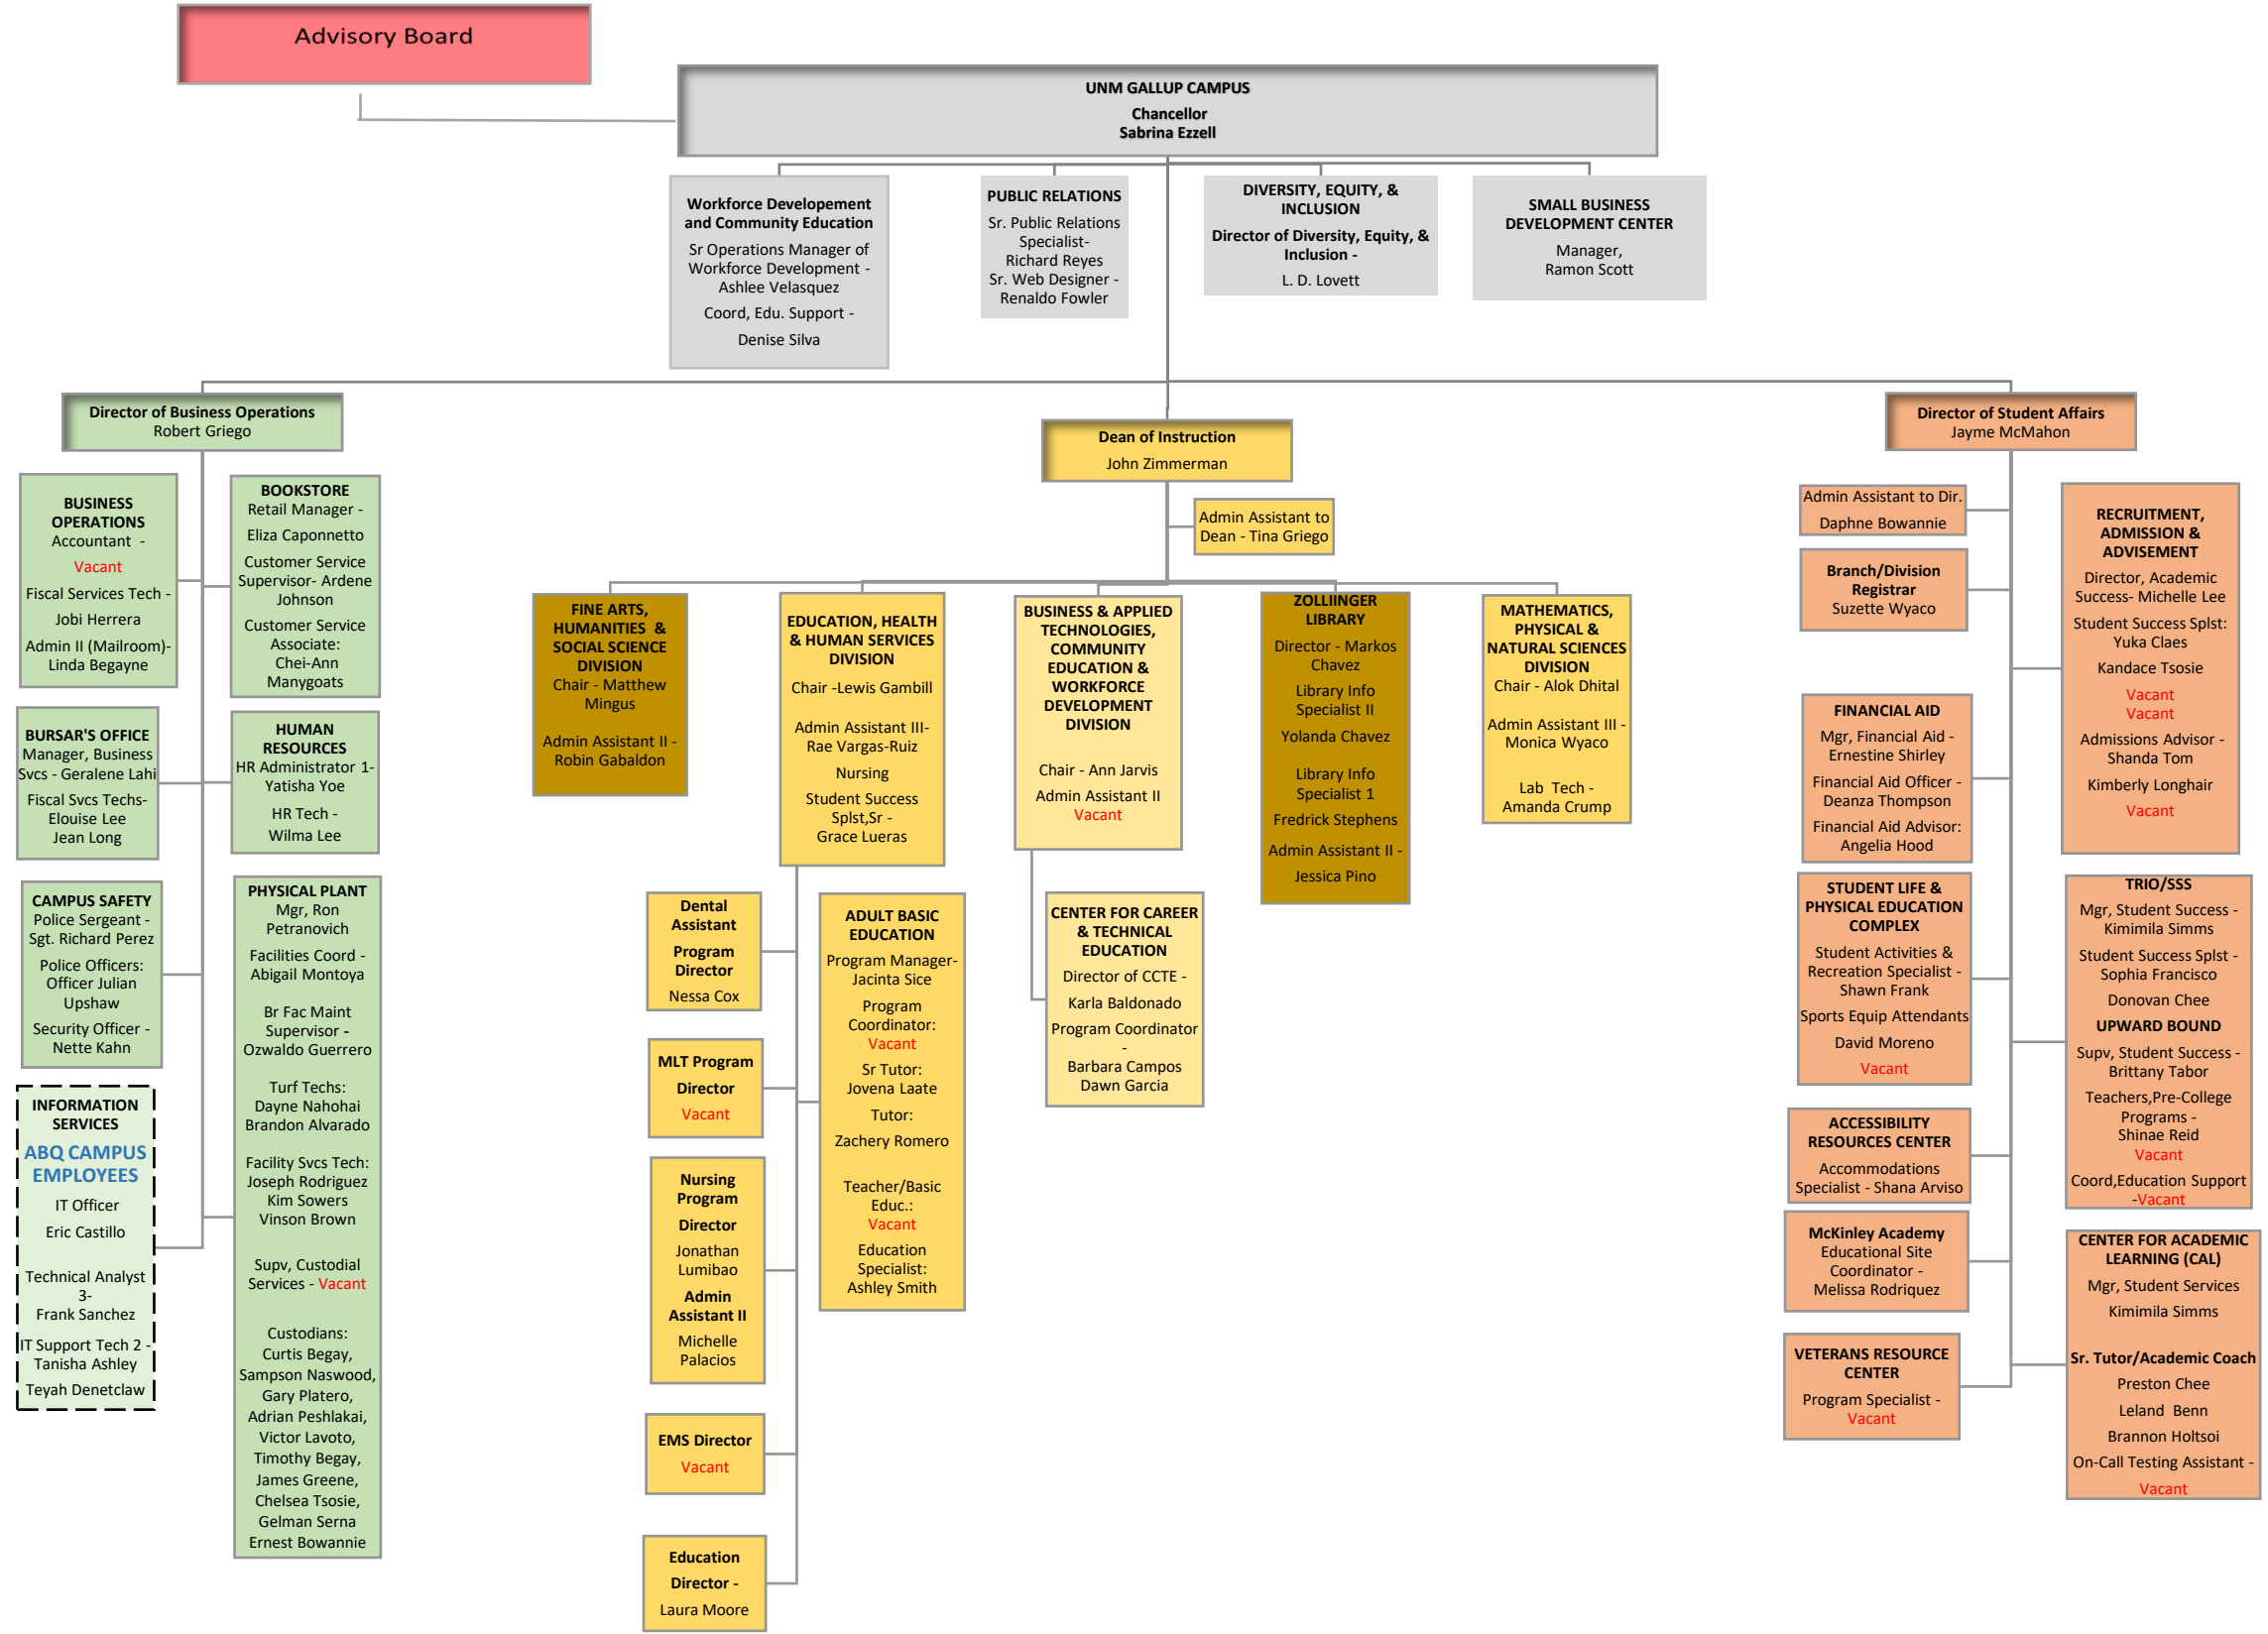 Advisory Board
UNM GALLUP CAMPUS
Chancellor
Sabrina Ezzell
Workforce Developement
and Community Education
Sr Operations Manager of
Workforce Development -
Ashlee Velasquez
Coord, Edu. Support -
Denise Silva
PUBLIC RELATIONS
Sr. Public Relations
Specialist-
Richard Reyes
Sr. Web Designer -
Renaldo Fowler
DIVERSITY, EQUITY, &
INCLUSION
Director of Diversity, Equity, &
Inclusion -
L. D. Lovett
SMALL BUSINESS
DEVELOPMENT CENTER
Manager,
Ramon Scott
Director of Business Operations
Robert Griego
BUSINESS
OPERATIONS
Accountant -
Vacant
Fiscal Services Tech -
Jobi Herrera
Admin II (Mailroom)-
Linda Begayne
BOOKSTORE
Retail Manager -
Eliza Caponnetto
Customer Service
Supervisor- Ardene
Johnson
Customer Service
Associate:
Chei-Ann
Manygoats
BURSAR'S OFFICE
Manager, Business
Svcs - Geralene Lahi
Fiscal Svcs Techs-
Elouise Lee
Jean Long
HUMAN
RESOURCES
HR Administrator 1-
Yatisha Yoe
HR Tech -
Wilma Lee
CAMPUS SAFETY
Police Sergeant -
Sgt. Richard Perez
Police Officers:
Officer Julian
Upshaw
Security Officer -
Nette Kahn
PHYSICAL PLANT
Mgr, Ron
Petranovich
Facilities Coord -
Abigail Montoya
Br Fac Maint
Supervisor -
Ozwaldo Guerrero
Turf Techs:
Dayne Nahohai
Brandon Alvarado
Facility Svcs Tech:
Joseph Rodriguez
Kim Sowers
Vinson Brown
Supv, Custodial
Services - Vacant
Custodians:
Curtis Begay,
Sampson Naswood,
Gary Platero,
Adrian Peshlakai,
Victor Lavoto,
Timothy Begay,
James Greene,
Chelsea Tsosie,
Gelman Serna
Ernest Bowannie
INFORMATION
SERVICES
ABQ CAMPUS
EMPLOYEES
IT Officer
Eric Castillo
Technical Analyst
3-
Frank Sanchez
IT Support Tech 2 -
Tanisha Ashley
Teyah Denetclaw
Dean of Instruction
John Zimmerman
Admin Assistant to
Dean - Tina Griego
FINE ARTS,
HUMANITIES &
SOCIAL SCIENCE
DIVISION
Chair - Matthew
Mingus
Admin Assistant II -
Robin Gabaldon
EDUCATION, HEALTH
& HUMAN SERVICES
DIVISION
Chair -Lewis Gambill
Admin Assistant III-
Rae Vargas-Ruiz
Nursing
Student Success
Splst,Sr -
Grace Lueras
BUSINESS & APPLIED
TECHNOLOGIES,
COMMUNITY
EDUCATION &
WORKFORCE
DEVELOPMENT
DIVISION
Chair - Ann Jarvis
Admin Assistant II
Vacant
ZOLLIINGER
LIBRARY
Director - Markos
Chavez
Library Info
Specialist II
Yolanda Chavez
Library Info
Specialist 1
Fredrick Stephens
Admin Assistant II -
Jessica Pino
MATHEMATICS,
PHYSICAL &
NATURAL SCIENCES
DIVISION
Chair - Alok Dhital
Admin Assistant III -
Monica Wyaco
Lab Tech -
Amanda Crump
Dental
Assistant
Program
Director
Nessa Cox
MLT Program
Director
Vacant
Nursing
Program
Director
Jonathan
Lumibao
Admin
Assistant II
Michelle
Palacios
EMS Director
Vacant
Education
Director -
Laura Moore
ADULT BASIC
EDUCATION
Program Manager-
Jacinta Sice
Program
Coordinator:
Vacant
Sr Tutor:
Jovena Laate
Tutor:
Zachery Romero
Teacher/Basic
Educ.:
Vacant
Education
Specialist:
Ashley Smith
CENTER FOR CAREER
& TECHNICAL
EDUCATION
Director of CCTE -
Karla Baldonado
Program Coordinator
-
Barbara Campos
Dawn Garcia
Director of Student Affairs
Jayme McMahon
Admin Assistant to Dir.
Daphne Bowannie
Branch/Division
Registrar
Suzette Wyaco
FINANCIAL AID
Mgr, Financial Aid -
Ernestine Shirley
Financial Aid Officer -
Deanza Thompson
Financial Aid Advisor:
Angelia Hood
STUDENT LIFE &
PHYSICAL EDUCATION
COMPLEX
Student Activities &
Recreation Specialist -
Shawn Frank
Sports Equip Attendants
David Moreno
Vacant
ACCESSIBILITY
RESOURCES CENTER
Accommodations
Specialist - Shana Arviso
McKinley Academy
Educational Site
Coordinator -
Melissa Rodriquez
VETERANS RESOURCE
CENTER
Program Specialist -
Vacant
RECRUITMENT,
ADMISSION &
ADVISEMENT
Director, Academic
Success- Michelle Lee
Student Success Splst:
Yuka Claes
Kandace Tsosie
Vacant
Vacant
Admissions Advisor -
Shanda Tom
Kimberly Longhair
Vacant
TRIO/SSS
Mgr, Student Success -
Kimimila Simms
Student Success Splst -
Sophia Francisco
Donovan Chee
UPWARD BOUND
Supv, Student Success -
Brittany Tabor
Teachers,Pre-College
Programs -
Shinae Reid
Vacant
Coord,Education Support
-Vacant
CENTER FOR ACADEMIC
LEARNING (CAL)
Mgr, Student Services
Kimimila Simms
Sr. Tutor/Academic Coach
Preston Chee
Leland Benn
Brannon Holtsoi
On-Call Testing Assistant -
Vacant